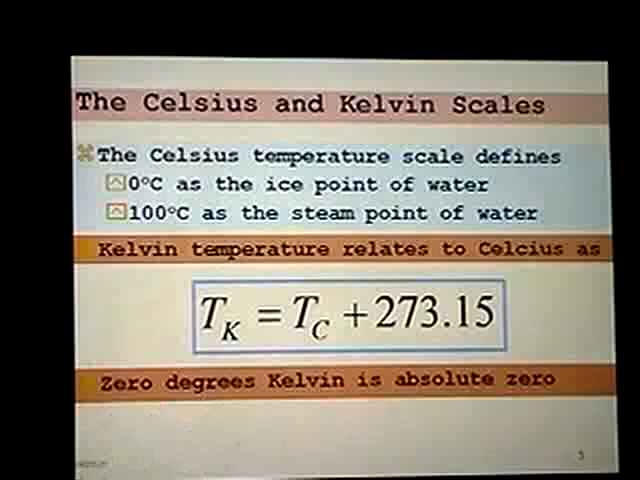 The Celsius and Kelvin Scales
The Celsius temperature scale defines
0°C as the ice point of water
100°C as the steam point of water
Kelvin temperature relates to Celcius as
T_K = T_C + 273.15
Zero degrees Kelvin is absolute zero